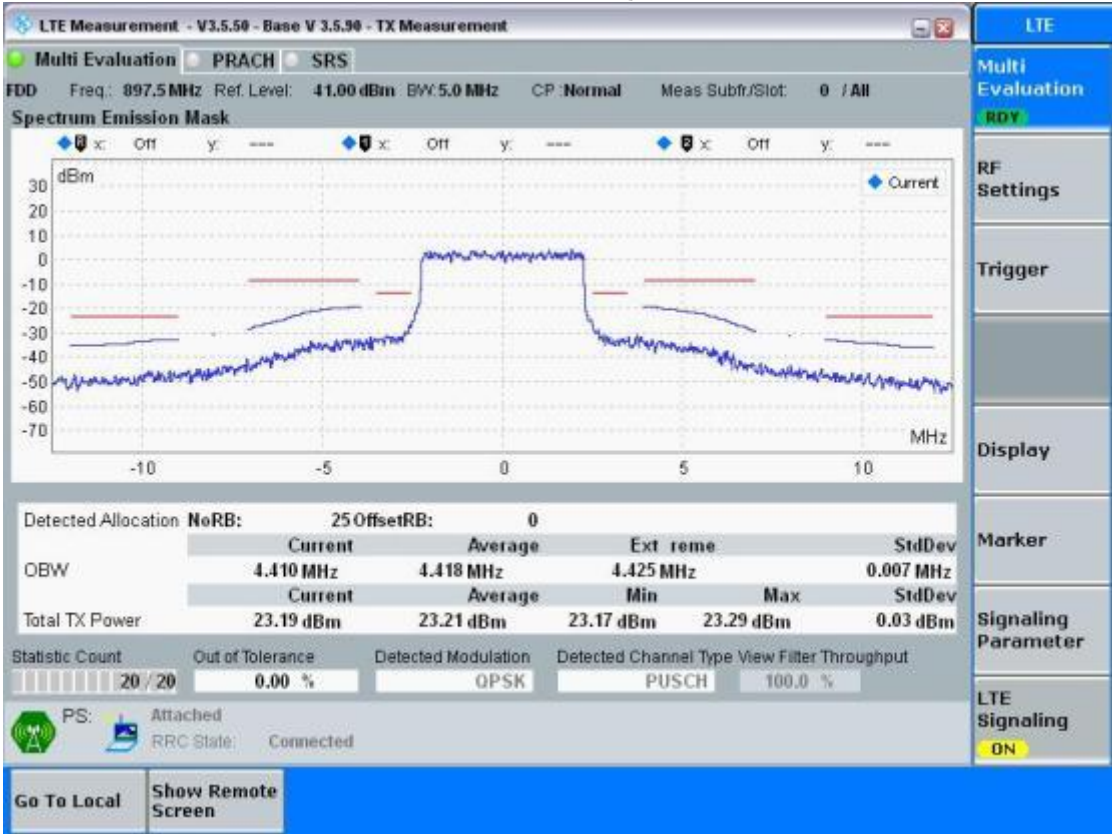 LTE Measurement - V3.5.50 - Base V 3.5.90 - TX Measurement
LTE
Multi Evaluation PRACH SRS
Multi
Evaluation
RDY
FDD Freq.: 897.5 MHz Ref. Level: 41.00 dBm BW: 5.0 MHz CP :Normal Meas Subfr./Slot: 0 / All
Spectrum Emission Mask
x: Off y: --- x: Off y: --- x: Off y: ---
dBm
Current
30
20
10
0
-10
-20
-30
-40
-50
-60
-70
MHz
-10 -5 0 5 10
RF
Settings
Trigger
Display
Marker
Signaling
Parameter
LTE
Signaling
ON
Detected Allocation NoRB: 25 OffsetRB: 0
Current Average Ext reme StdDev
OBW 4.410 MHz 4.418 MHz 4.425 MHz 0.007 MHz
Current Average Min Max StdDev
Total TX Power 23.19 dBm 23.21 dBm 23.17 dBm 23.29 dBm 0.03 dBm
Statistic Count Out of Tolerance Detected Modulation Detected Channel Type View Filter Throughput
20 / 20 0.00 % QPSK PUSCH 100.0 %
PS: Attached
RRC State: Connected
Go To Local
Show Remote
Screen